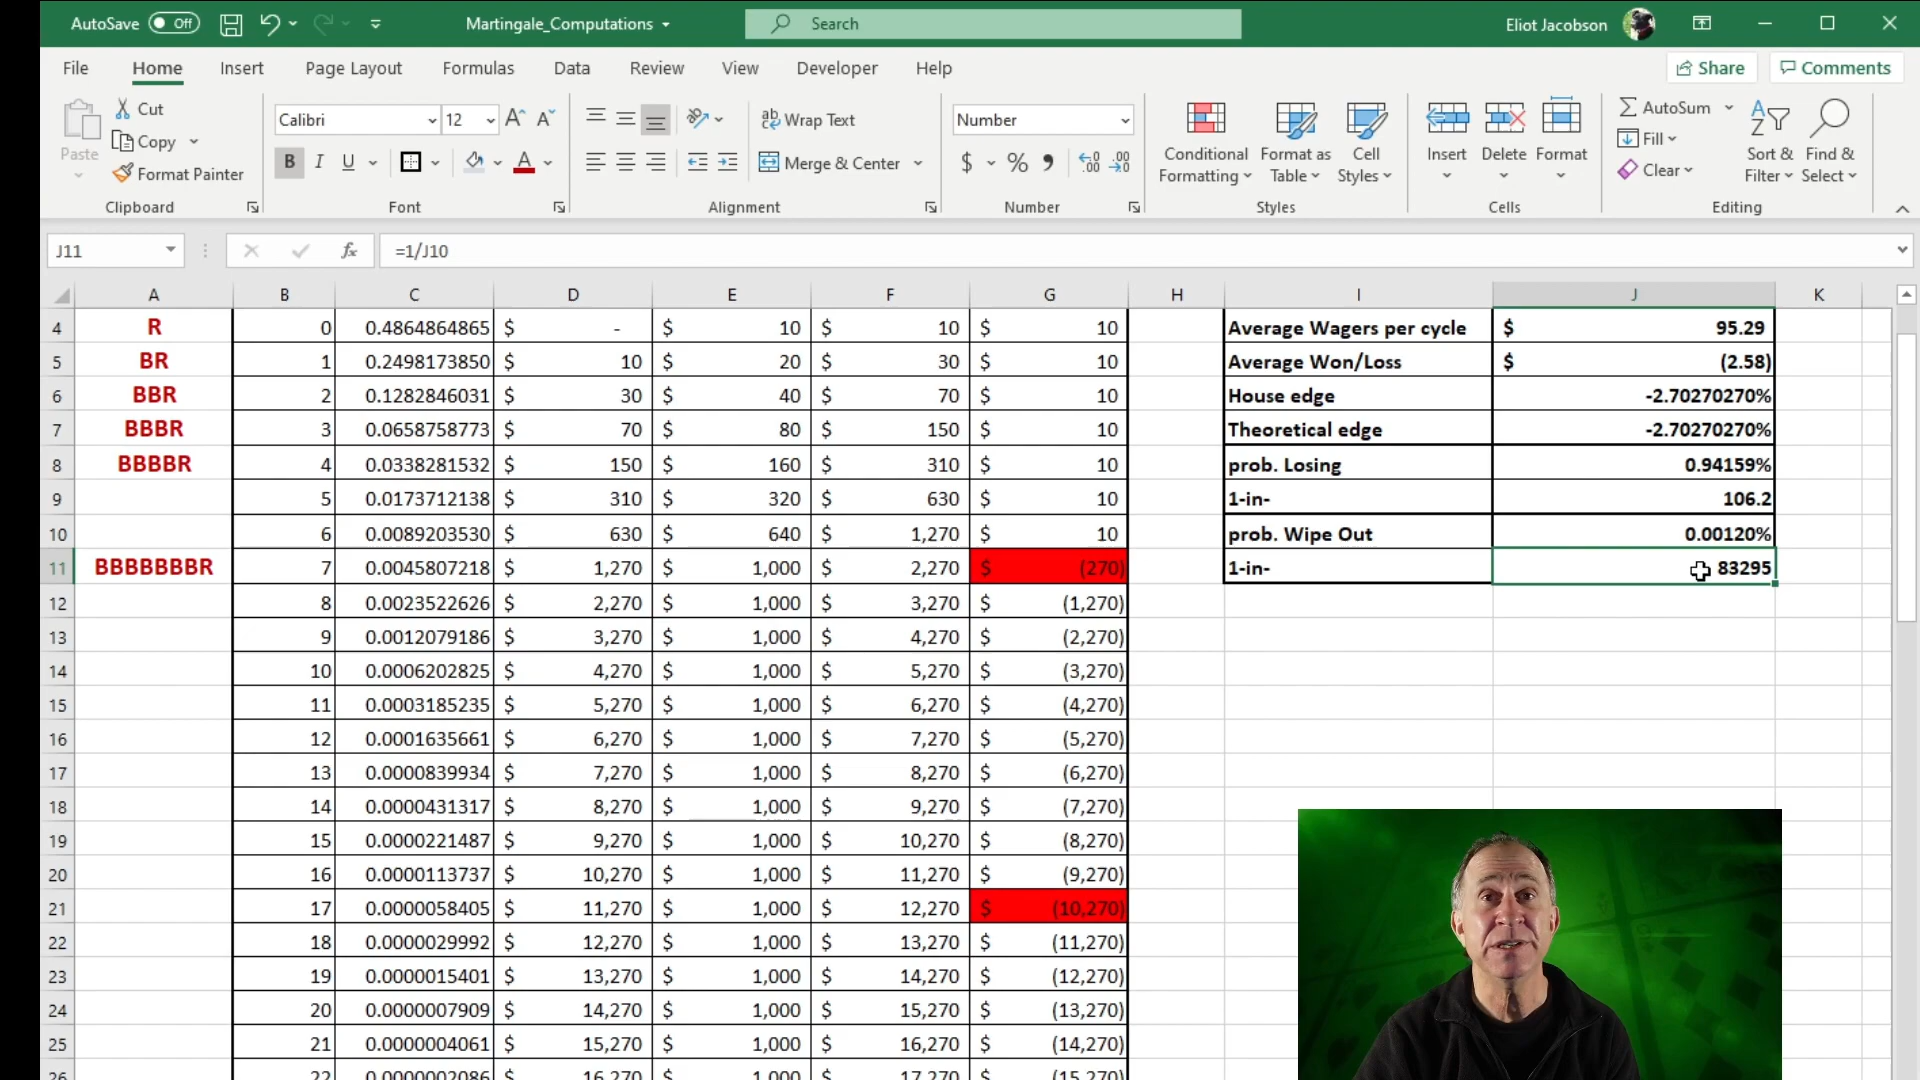 AutoSave Off Martingale_Computations Search Eliot Jacobson
File Home Insert Page Layout Formulas Data Review View Developer Help Share Comments
Paste Cut Copy Format Painter Clipboard
Calibri 12 B I U A Font
ab Wrap Text Merge & Center Alignment
Number $ % , .00 Number
Conditional Formatting Format as Table Cell Styles Styles
Insert Delete Format Cells
AutoSum Fill Clear Sort & Filter Find & Select Editing
J11 fx =1/J10
A B C D E F G H I J K
4 R 0 0.4864864865 $ - $ 10 $ 10 $ 10 Average Wagers per cycle $ 95.29
5 BR 1 0.2498173850 $ 10 $ 20 $ 30 $ 10 Average Won/Loss $ (2.58)
6 BBR 2 0.1282846031 $ 30 $ 40 $ 70 $ 10 House edge -2.70270270%
7 BBBR 3 0.0658758773 $ 70 $ 80 $ 150 $ 10 Theoretical edge -2.70270270%
8 BBBBR 4 0.0338281532 $ 150 $ 160 $ 310 $ 10 prob. Losing 0.94159%
9 5 0.0173712138 $ 310 $ 320 $ 630 $ 10 1-in- 106.2
10 6 0.0089203530 $ 630 $ 640 $ 1,270 $ 10 prob. Wipe Out 0.00120%
11 BBBBBBBR 7 0.0045807218 $ 1,270 $ 1,000 $ 2,270 $ (270) 1-in- 83295
12 8 0.0023522626 $ 2,270 $ 1,000 $ 3,270 $ (1,270)
13 9 0.0012079186 $ 3,270 $ 1,000 $ 4,270 $ (2,270)
14 10 0.0006202825 $ 4,270 $ 1,000 $ 5,270 $ (3,270)
15 11 0.0003185235 $ 5,270 $ 1,000 $ 6,270 $ (4,270)
16 12 0.0001635661 $ 6,270 $ 1,000 $ 7,270 $ (5,270)
17 13 0.0000839934 $ 7,270 $ 1,000 $ 8,270 $ (6,270)
18 14 0.0000431317 $ 8,270 $ 1,000 $ 9,270 $ (7,270)
19 15 0.0000221487 $ 9,270 $ 1,000 $ 10,270 $ (8,270)
20 16 0.0000113737 $ 10,270 $ 1,000 $ 11,270 $ (9,270)
21 17 0.0000058405 $ 11,270 $ 1,000 $ 12,270 $ (10,270)
22 18 0.0000029992 $ 12,270 $ 1,000 $ 13,270 $ (11,270)
23 19 0.0000015401 $ 13,270 $ 1,000 $ 14,270 $ (12,270)
24 20 0.0000007909 $ 14,270 $ 1,000 $ 15,270 $ (13,270)
25 21 0.0000004061 $ 15,270 $ 1,000 $ 16,270 $ (14,270)
26 22 0.0000002086 $ 16,270 $ 1,000 $ 17,270 $ (15,270)